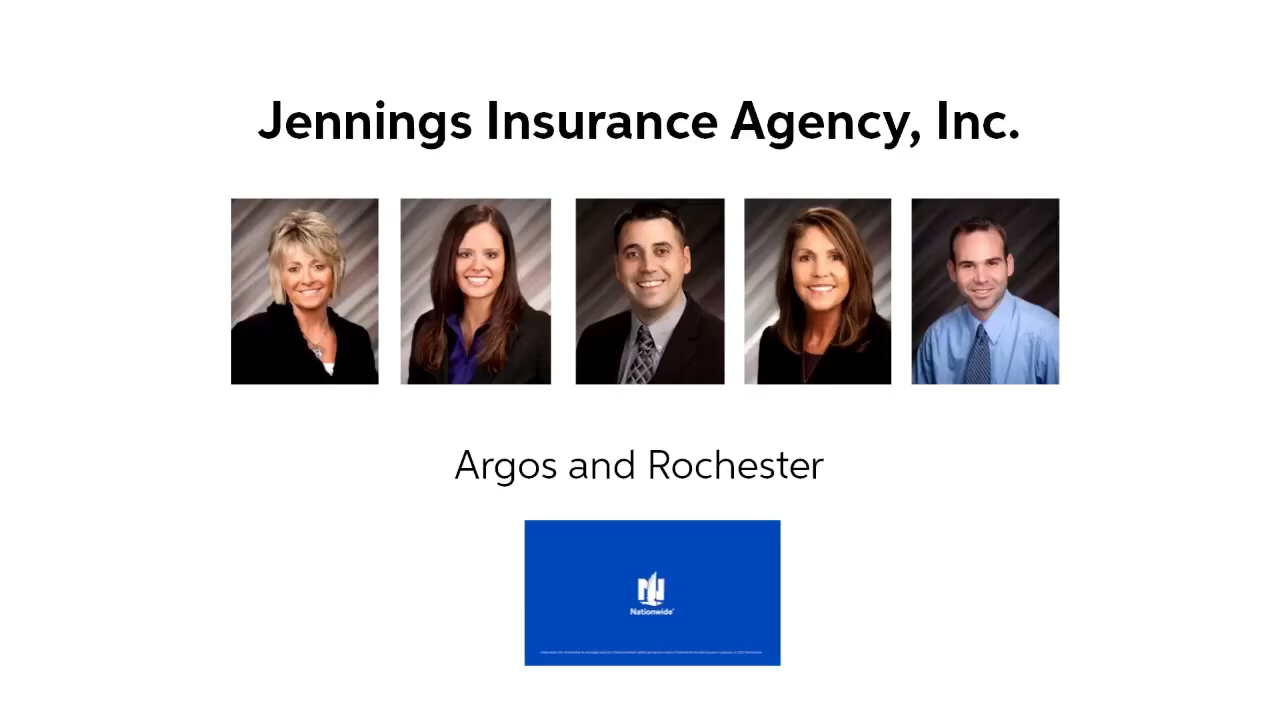 Jennings Insurance Agency, Inc.
Argos and Rochester
Nationwide®